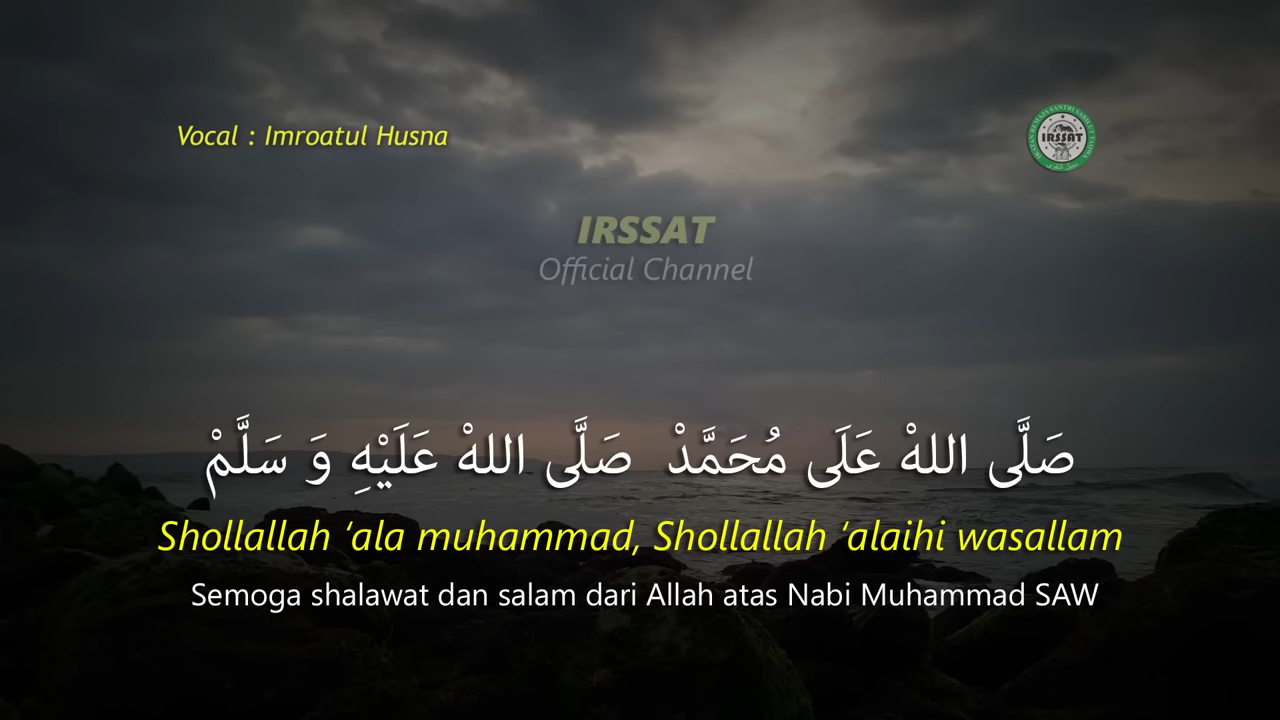 Vocal : Imroatul Husna
IRSSAT
IRSSAT
Official Channel
صَلَّى اللهْ عَلَى مُحَمَّدْ صَلَّى اللهْ عَلَيْهِ وَ سَلَّمْ
Shollallah ‘ala muhammad, Shollallah ‘alaihi wasallam
Semoga shalawat dan salam dari Allah atas Nabi Muhammad SAW